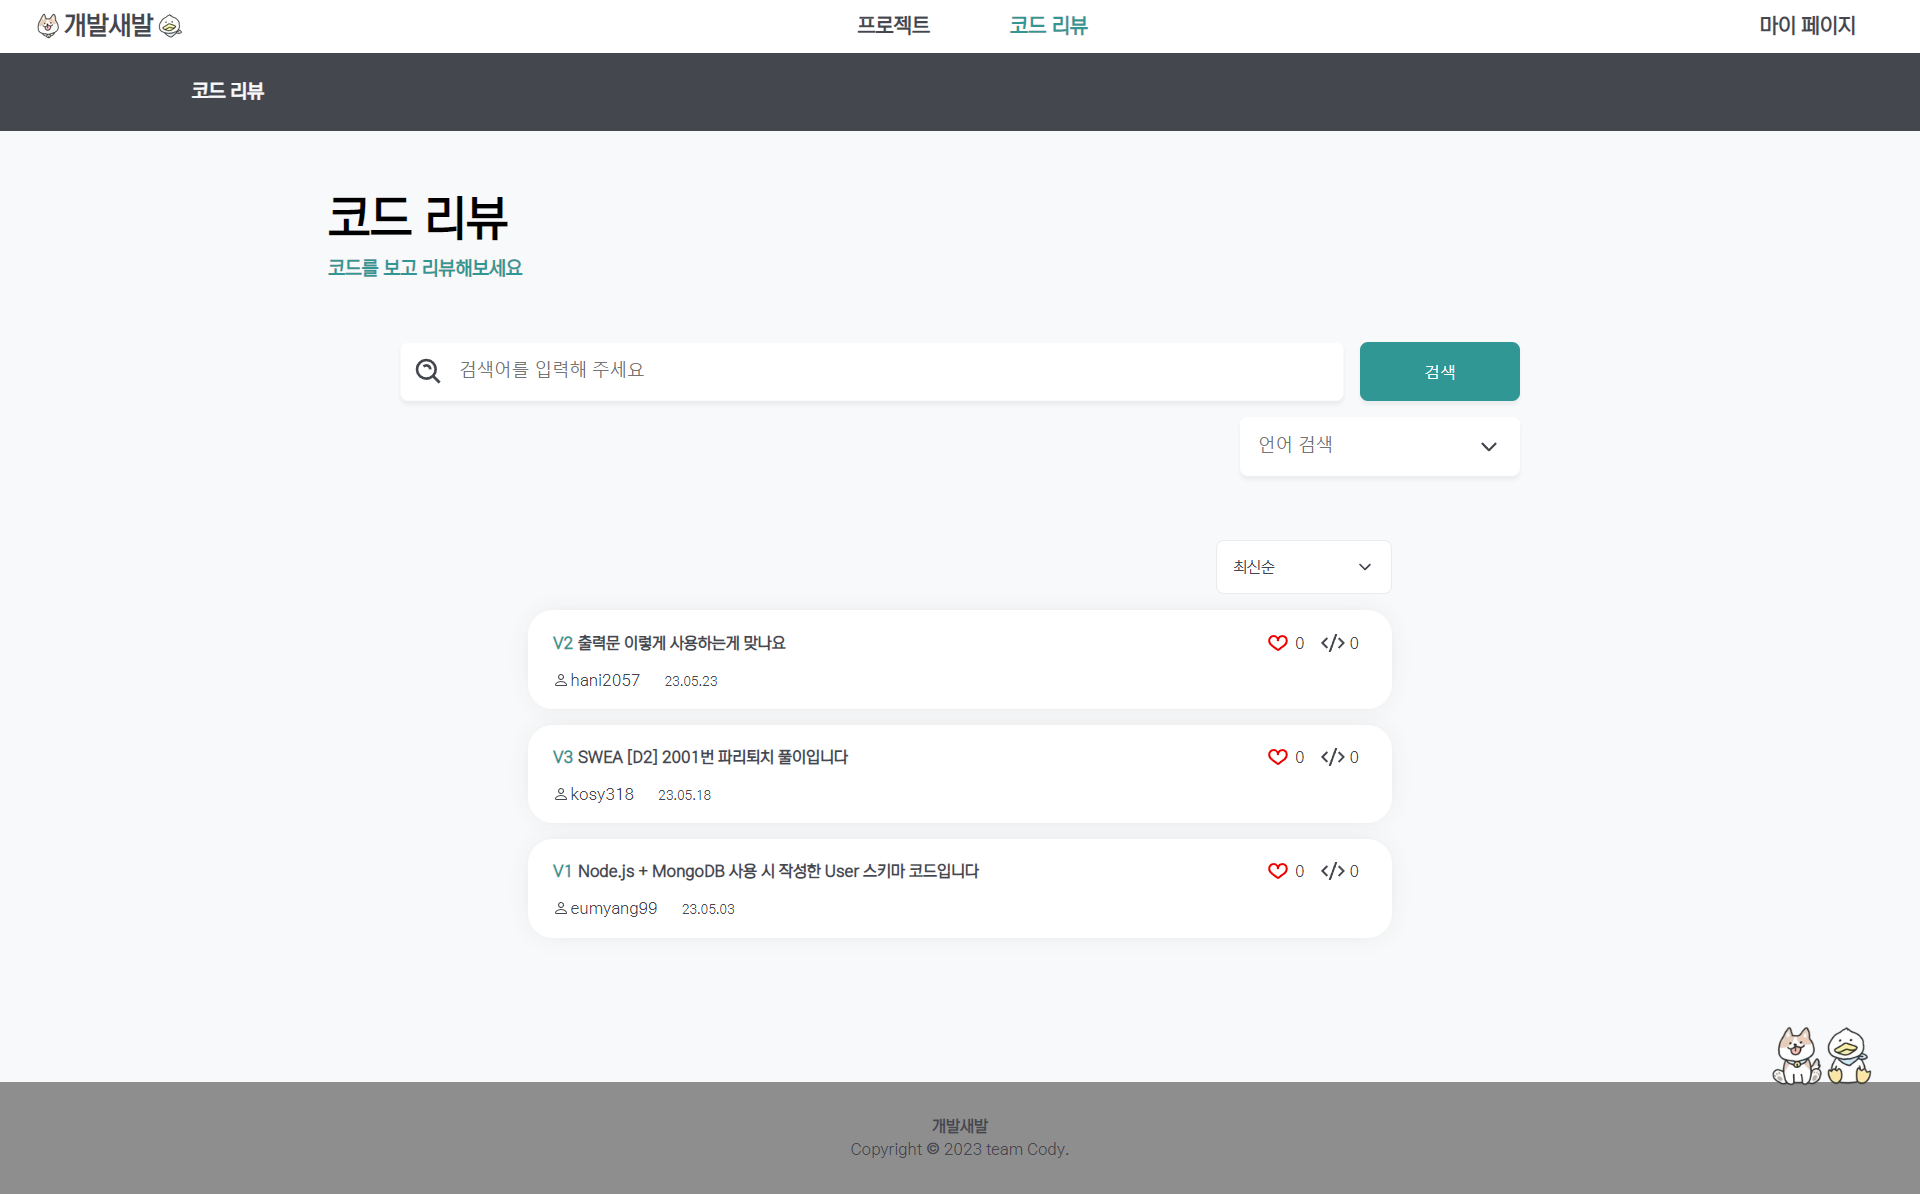 개발새발
프로젝트
코드 리뷰
마이 페이지
코드 리뷰
코드 리뷰
코드를 보고 리뷰해보세요
검색어를 입력해 주세요
검색
언어 검색
최신순
V2 출력문 이렇게 사용하는게 맞나요
0
0
hani2057 23.05.23
V3 SWEA [D2] 2001번 파리퇴치 풀이입니다
0
0
kosy318 23.05.18
V1 Node.js + MongoDB 사용 시 작성한 User 스키마 코드입니다
0
0
eumyang99 23.05.03
개발새발
Copyright © 2023 team Cody.